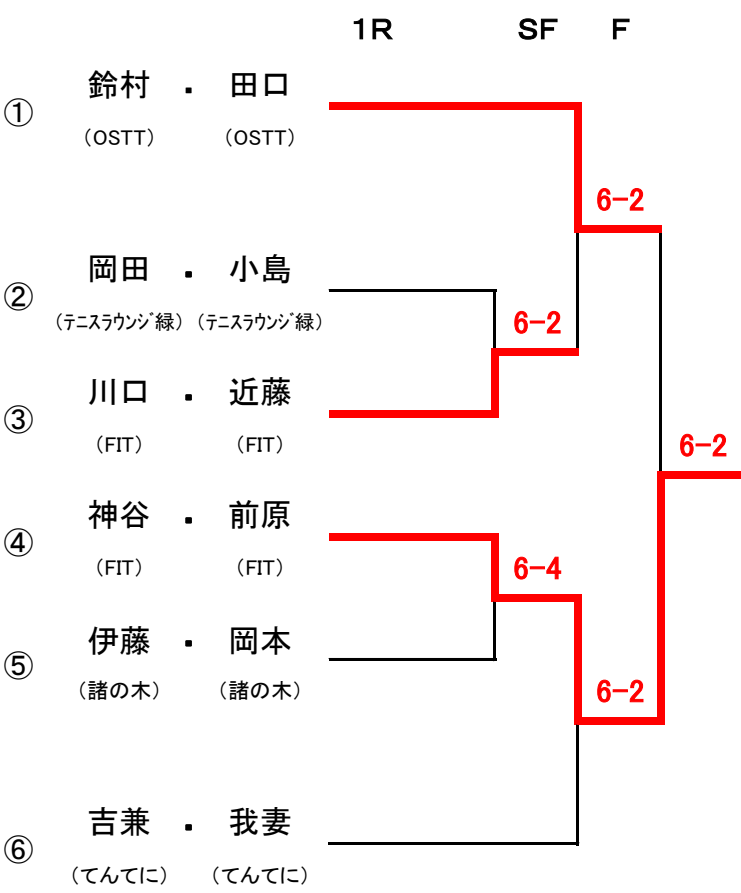 1R SF F
① 鈴村 ・ 田口
（OSTT） （OSTT）
6-2
② 岡田 ・ 小島
（テニスラウンジ緑） （テニスラウンジ緑）
6-2
③ 川口 ・ 近藤
（FIT） （FIT）
6-2
④ 神谷 ・ 前原
（FIT） （FIT）
6-4
⑤ 伊藤 ・ 岡本
（諸の木） （諸の木）
6-2
⑥ 吉兼 ・ 我妻
（てんてに） （てんてに）